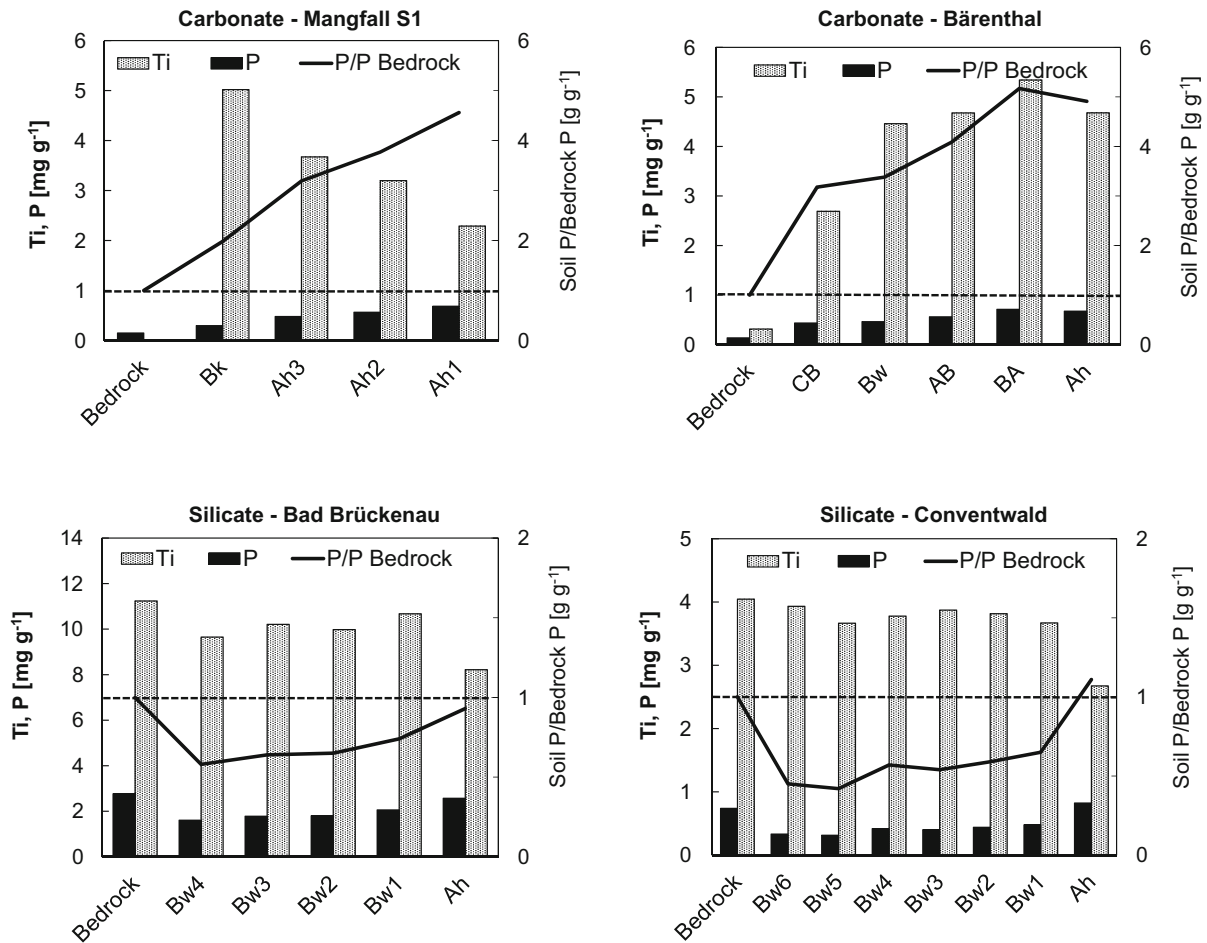 Carbonate - Mangfall S1
Ti P P/P Bedrock
Ti, P [mg g-1]
6
5
4
3
2
1
0
6
4
2
0
Soil P/Bedrock P [g g-1]
Bedrock Bk Ah3 Ah2 Ah1
Carbonate - Bärenthal
Ti P P/P Bedrock
Ti, P [mg g-1]
6
5
4
3
2
1
0
6
4
2
0
Soil P/Bedrock P [g g-1]
Bedrock CB Bw AB BA Ah
Silicate - Bad Brückenau
Ti P P/P Bedrock
Ti, P [mg g-1]
14
12
10
8
6
4
2
0
2
1
0
Soil P/Bedrock P [g g-1]
Bedrock Bw4 Bw3 Bw2 Bw1 Ah
Silicate - Conventwald
Ti P P/P Bedrock
Ti, P [mg g-1]
5
4
3
2
1
0
2
1
0
Soil P/Bedrock P [g g-1]
Bedrock Bw6 Bw5 Bw4 Bw3 Bw2 Bw1 Ah